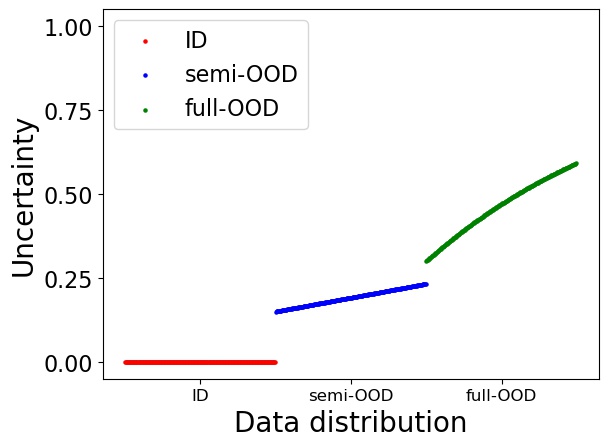 1.00
0.75
0.50
0.25
0.00
Uncertainty
ID
semi-OOD
full-OOD
ID semi-OOD full-OOD
Data distribution